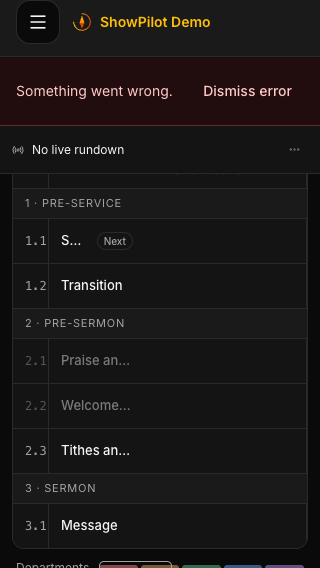 ShowPilot Demo
Something went wrong. Dismiss error
No live rundown
1 · PRE-SERVICE
1.1 S... Next
1.2 Transition
2 · PRE-SERMON
2.1 Praise an...
2.2 Welcome...
2.3 Tithes an...
3 · SERMON
3.1 Message
Departments